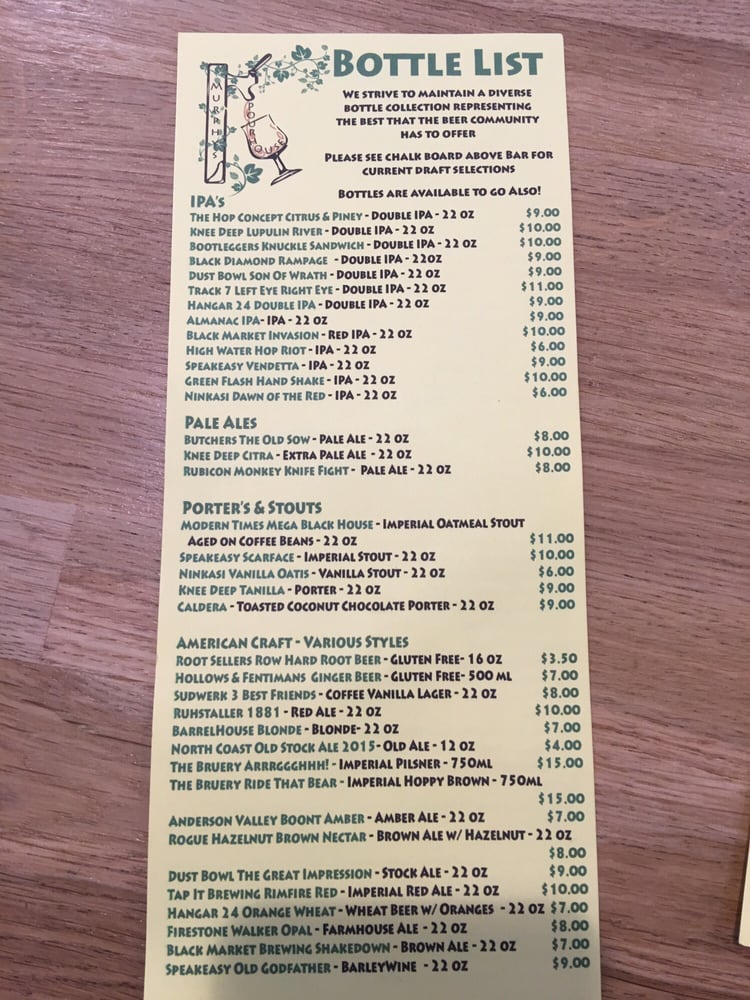 MURPH'S
POURHOUSE
BOTTLE LIST
WE STRIVE TO MAINTAIN A DIVERSE
BOTTLE COLLECTION REPRESENTING
THE BEST THAT THE BEER COMMUNITY
HAS TO OFFER
PLEASE SEE CHALK BOARD ABOVE BAR FOR
CURRENT DRAFT SELECTIONS
BOTTLES ARE AVAILABLE TO GO ALSO!
IPA'S
THE HOP CONCEPT CITRUS & PINEY - DOUBLE IPA - 22 OZ $9.00
KNEE DEEP LUPULIN RIVER - DOUBLE IPA - 22 OZ $10.00
BOOTLEGGERS KNUCKLE SANDWICH - DOUBLE IPA - 22 OZ $10.00
BLACK DIAMOND RAMPAGE - DOUBLE IPA - 22OZ $9.00
DUST BOWL SON OF WRATH - DOUBLE IPA - 22 OZ $9.00
TRACK 7 LEFT EYE RIGHT EYE - DOUBLE IPA - 22 OZ $11.00
HANGAR 24 DOUBLE IPA - DOUBLE IPA - 22 OZ $9.00
ALMANAC IPA- IPA - 22 OZ $9.00
BLACK MARKET INVASION - RED IPA - 22 OZ $10.00
HIGH WATER HOP RIOT - IPA - 22 OZ $6.00
SPEAKEASY VENDETTA - IPA - 22 OZ $9.00
GREEN FLASH HAND SHAKE - IPA - 22 OZ $10.00
NINKASI DAWN OF THE RED - IPA - 22 OZ $6.00
PALE ALES
BUTCHERS THE OLD SOW - PALE ALE - 22 OZ $8.00
KNEE DEEP CITRA - EXTRA PALE ALE - 22 OZ $10.00
RUBICON MONKEY KNIFE FIGHT - PALE ALE - 22 OZ $8.00
PORTER'S & STOUTS
MODERN TIMES MEGA BLACK HOUSE - IMPERIAL OATMEAL STOUT
AGED ON COFFEE BEANS - 22 OZ $11.00
SPEAKEASY SCARFACE - IMPERIAL STOUT - 22 OZ $10.00
NINKASI VANILLA OATIS - VANILLA STOUT - 22 OZ $6.00
KNEE DEEP TANILLA - PORTER - 22 OZ $9.00
CALDERA - TOASTED COCONUT CHOCOLATE PORTER - 22 OZ $9.00
AMERICAN CRAFT - VARIOUS STYLES
ROOT SELLERS ROW HARD ROOT BEER - GLUTEN FREE- 16 OZ $3.50
HOLLOWS & FENTIMANS GINGER BEER - GLUTEN FREE- 500 ML $7.00
SUDWERK 3 BEST FRIENDS - COFFEE VANILLA LAGER - 22 OZ $8.00
RUHSTALLER 1881 - RED ALE - 22 OZ $10.00
BARRELHOUSE BLONDE - BLONDE- 22 OZ $7.00
NORTH COAST OLD STOCK ALE 2015- OLD ALE - 12 OZ $4.00
THE BRUERY ARRRGGGHHH! - IMPERIAL PILSNER - 750ML $15.00
THE BRUERY RIDE THAT BEAR - IMPERIAL HOPPY BROWN - 750ML
$15.00
ANDERSON VALLEY BOONT AMBER - AMBER ALE - 22 OZ $7.00
ROGUE HAZELNUT BROWN NECTAR - BROWN ALE W/ HAZELNUT - 22 OZ
$8.00
DUST BOWL THE GREAT IMPRESSION - STOCK ALE - 22 OZ $9.00
TAP IT BREWING RIMFIRE RED - IMPERIAL RED ALE - 22 OZ $10.00
HANGAR 24 ORANGE WHEAT - WHEAT BEER W/ ORANGES - 22 OZ $7.00
FIRESTONE WALKER OPAL - FARMHOUSE ALE - 22 OZ $8.00
BLACK MARKET BREWING SHAKEDOWN - BROWN ALE - 22 OZ $7.00
SPEAKEASY OLD GODFATHER - BARLEYWINE - 22 OZ $9.00